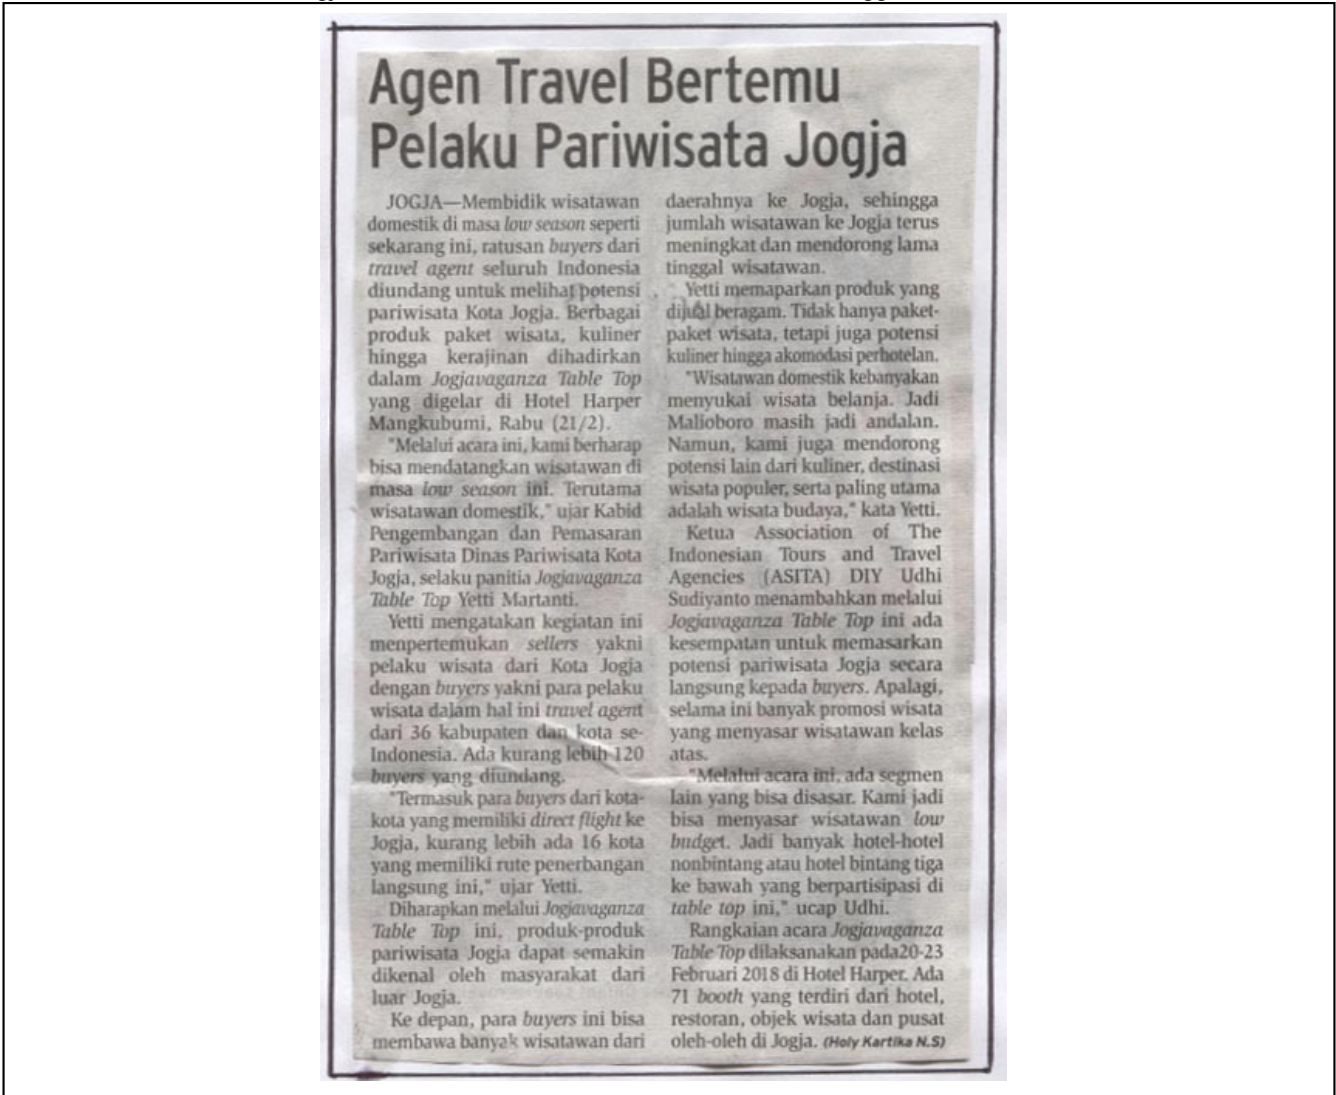 Agen Travel Bertemu
Pelaku Pariwisata Jogja
JOGJA—Membidik wisatawan
domestik di masa low season seperti
sekarang ini, ratusan buyers dari
travel agent seluruh Indonesia
diundang untuk melihat potensi
pariwisata Kota Jogja. Berbagai
produk paket wisata, kuliner
hingga kerajinan dihadirkan
dalam Jogjavaganza Table Top
yang digelar di Hotel Harper
Mangkubumi, Rabu (21/2).
"Melalui acara ini, kami berharap
bisa mendatangkan wisatawan di
masa low season ini. Terutama
wisatawan domestik," ujar Kabid
Pengembangan dan Pemasaran
Pariwisata Dinas Pariwisata Kota
Jogja, selaku panitia Jogjavaganza
Table Top Yetti Martanti.
Yetti mengatakan kegiatan ini
menpertemukan sellers yakni
pelaku wisata dari Kota Jogja
dengan buyers yakni para pelaku
wisata dalam hal ini travel agent
dari 36 kabupaten dan kota se-
Indonesia. Ada kurang lebih 120
buyers yang diundang.
"Termasuk para buyers dari kota-
kota yang memiliki direct flight ke
Jogja, kurang lebih ada 16 kota
yang memiliki rute penerbangan
langsung ini," ujar Yetti.
Diharapkan melalui Jogjavaganza
Table Top ini, produk-produk
pariwisata Jogja dapat semakin
dikenal oleh masyarakat dari
luar Jogja.
Ke depan, para buyers ini bisa
membawa banyak wisatawan dari
daerahnya ke Jogja, sehingga
jumlah wisatawan ke Jogja terus
meningkat dan mendorong lama
tinggal wisatawan.
Yetti memaparkan produk yang
dijual beragam. Tidak hanya paket-
paket wisata, tetapi juga potensi
kuliner hingga akomodasi perhotelan.
"Wisatawan domestik kebanyakan
menyukai wisata belanja. Jadi
Malioboro masih jadi andalan.
Namun, kami juga mendorong
potensi lain dari kuliner, destinasi
wisata populer, serta paling utama
adalah wisata budaya," kata Yetti.
Ketua Association of The
Indonesian Tours and Travel
Agencies (ASITA) DIY Udhi
Sudiyanto menambahkan melalui
Jogjavaganza Table Top ini ada
kesempatan untuk memasarkan
potensi pariwisata Jogja secara
langsung kepada buyers. Apalagi,
selama ini banyak promosi wisata
yang menyasar wisatawan kelas
atas.
"Melalui acara ini, ada segmen
lain yang bisa disasar. Kami jadi
bisa menyasar wisatawan low
budget. Jadi banyak hotel-hotel
nonbintang atau hotel bintang tiga
ke bawah yang berpartisipasi di
table top ini," ucap Udhi.
Rangkaian acara Jogjavaganza
Table Top dilaksanakan pada20-23
Februari 2018 di Hotel Harper. Ada
71 booth yang terdiri dari hotel,
restoran, objek wisata dan pusat
oleh-oleh di Jogja. (Holy Kartika N.S)